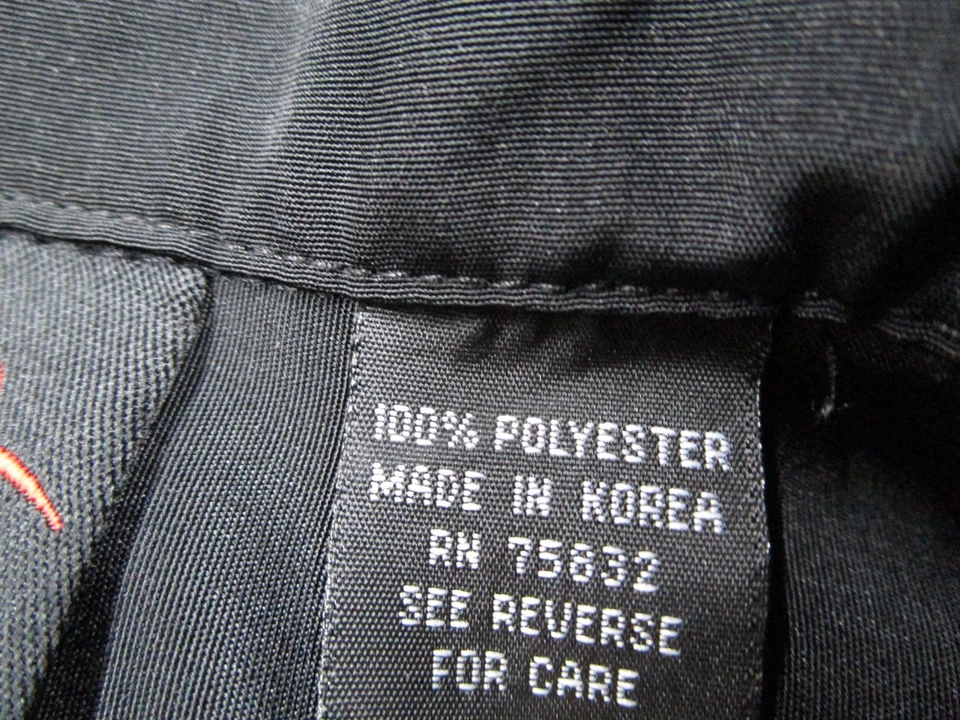 100% POLYESTER
MADE IN KOREA
RN 75832
SEE REVERSE
FOR CARE